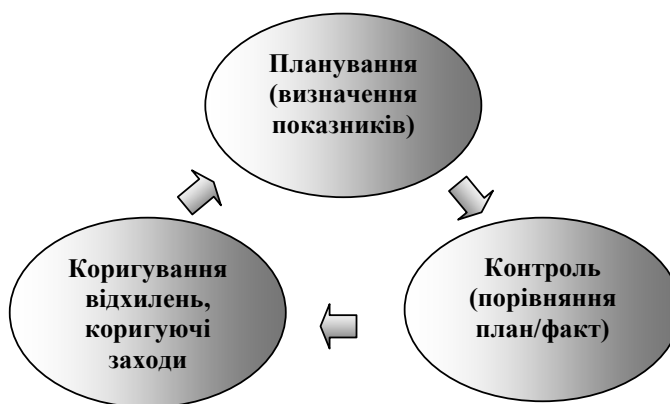 Планування
(визначення
показників)
Коригування
відхилень,
коригуючі
заходи
Контроль
(порівняння
план/факт)